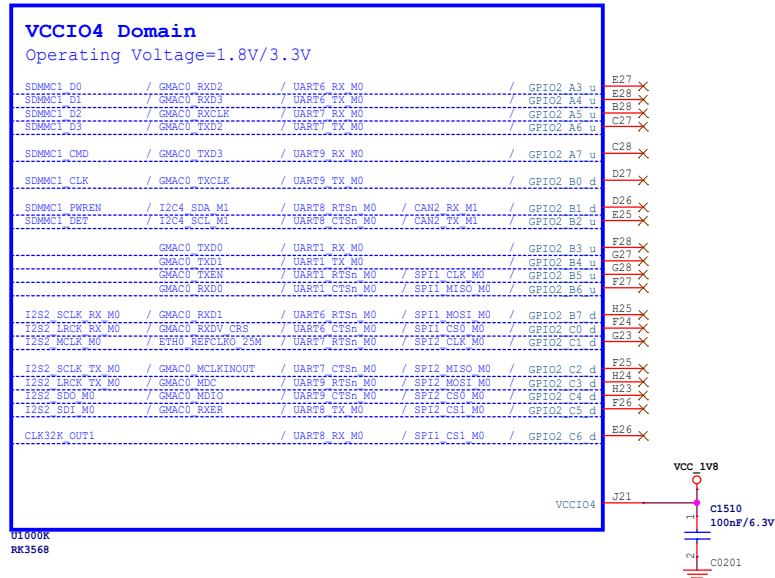 VCCIO4 Domain
Operating Voltage=1.8V/3.3V
SDMMC1_D0 / GMAC0_RXD2 / UART6_RX_M0 / GPIO2_A3_u E27
SDMMC1_D1 / GMAC0_RXD3 / UART6_TX_M0 / GPIO2_A4_u E28
SDMMC1_D2 / GMAC0_RXCLK / UART7_RX_M0 / GPIO2_A5_u B28
SDMMC1_D3 / GMAC0_TXD2 / UART7_TX_M0 / GPIO2_A6_u C27
SDMMC1_CMD / GMAC0_TXD3 / UART9_RX_M0 / GPIO2_A7_u C28
SDMMC1_CLK / GMAC0_TXCLK / UART9_TX_M0 / GPIO2_B0_d D27
SDMMC1_PWREN / I2C4_SDA_M1 / UART8_RTSn_M0 / CAN2_RX_M1 / GPIO2_B1_d D26
SDMMC1_DET / I2C4_SCL_M1 / UART8_CTSn_M0 / CAN2_TX_M1 / GPIO2_B2_u E25
GMAC0_TXD0 / UART1_RX_M0 / GPIO2_B3_u F28
GMAC0_TXD1 / UART1_TX_M0 / GPIO2_B4_u G27
GMAC0_TXEN / UART1_RTSn_M0 / SPI1_CLK_M0 / GPIO2_B5_u G28
GMAC0_RXD0 / UART1_CTSn_M0 / SPI1_MISO_M0 / GPIO2_B6_u F27
I2S2_SCLK_RX_M0 / GMAC0_RXD1 / UART6_RTSn_M0 / SPI1_MOSI_M0 / GPIO2_B7_d H25
I2S2_LRCK_RX_M0 / GMAC0_RXDV_CRS / UART6_CTSn_M0 / SPI1_CS0_M0 / GPIO2_C0_d F24
I2S2_MCLK_M0 / ETH0_REFCLKO_25M / UART7_RTSn_M0 / SPI2_CLK_M0 / GPIO2_C1_d G23
I2S2_SCLK_TX_M0 / GMAC0_MCLKINOUT / UART7_CTSn_M0 / SPI2_MISO_M0 / GPIO2_C2_d F25
I2S2_LRCK_TX_M0 / GMAC0_MDC / UART9_RTSn_M0 / SPI2_MOSI_M0 / GPIO2_C3_d H24
I2S2_SDO_M0 / GMAC0_MDIO / UART9_CTSn_M0 / SPI2_CS0_M0 / GPIO2_C4_d H23
I2S2_SDI_M0 / GMAC0_RXER / UART8_TX_M0 / SPI2_CS1_M0 / GPIO2_C5_d F26
CLK32K_OUT1 / UART8_RX_M0 / SPI1_CS1_M0 / GPIO2_C6_d E26
VCC_1V8
VCCIO4 J21
1
C1510
100nF/6.3V
2
C0201
U1000K
RK3568